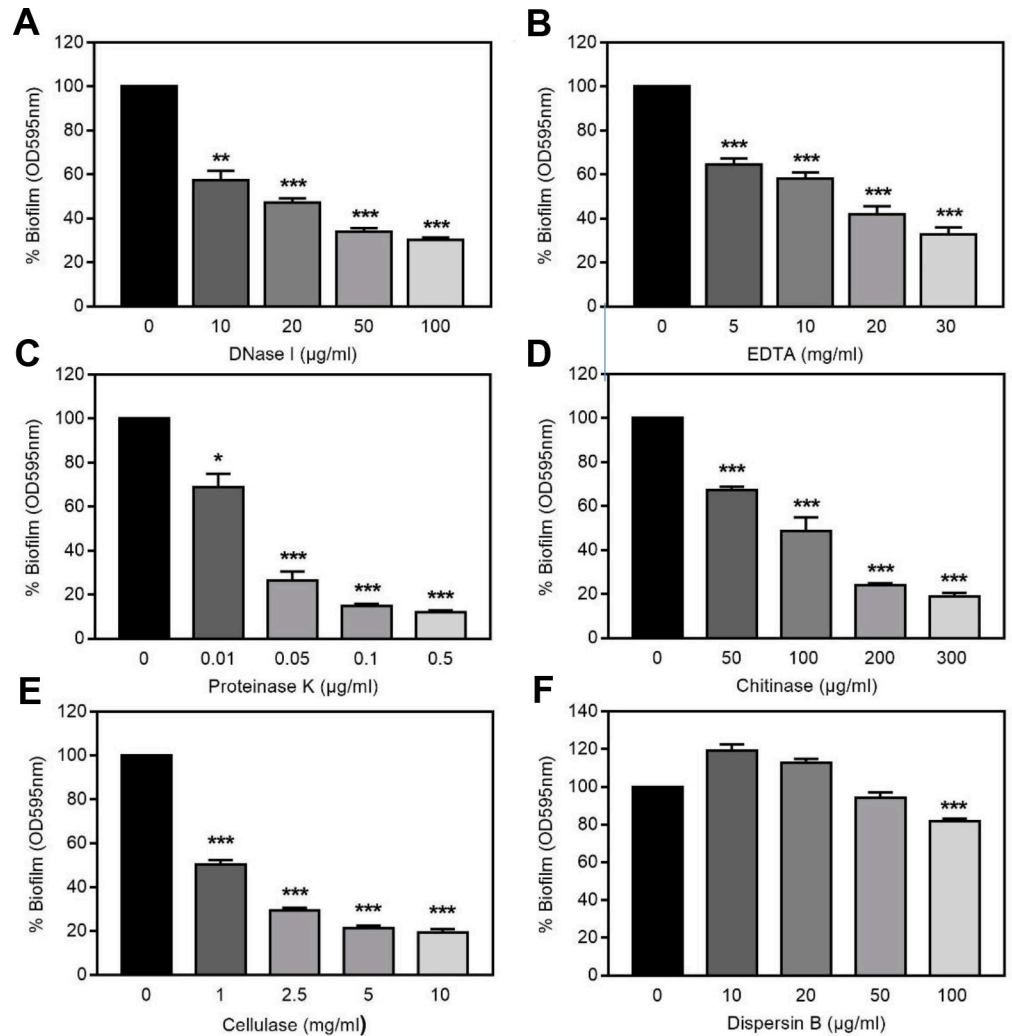 A
B
120
100
80
60
40
20
0
% Biofilm (OD595nm)
**
***
***
***
0 10 20 50 100
DNase I (µg/ml)
120
100
80
60
40
20
0
% Biofilm (OD595nm)
***
***
***
***
0 5 10 20 30
EDTA (mg/ml)
C
D
120
100
80
60
40
20
0
% Biofilm (OD595nm)
*
***
***
***
0 0.01 0.05 0.1 0.5
Proteinase K (µg/ml)
120
100
80
60
40
20
0
% Biofilm (OD595nm)
***
***
***
***
0 50 100 200 300
Chitinase (µg/ml)
E
F
120
100
80
60
40
20
0
% Biofilm (OD595nm)
***
***
***
***
0 1 2.5 5 10
Cellulase (mg/ml)
140
120
100
80
60
40
20
0
% Biofilm (OD595nm)
***
0 10 20 50 100
Dispersin B (µg/ml)